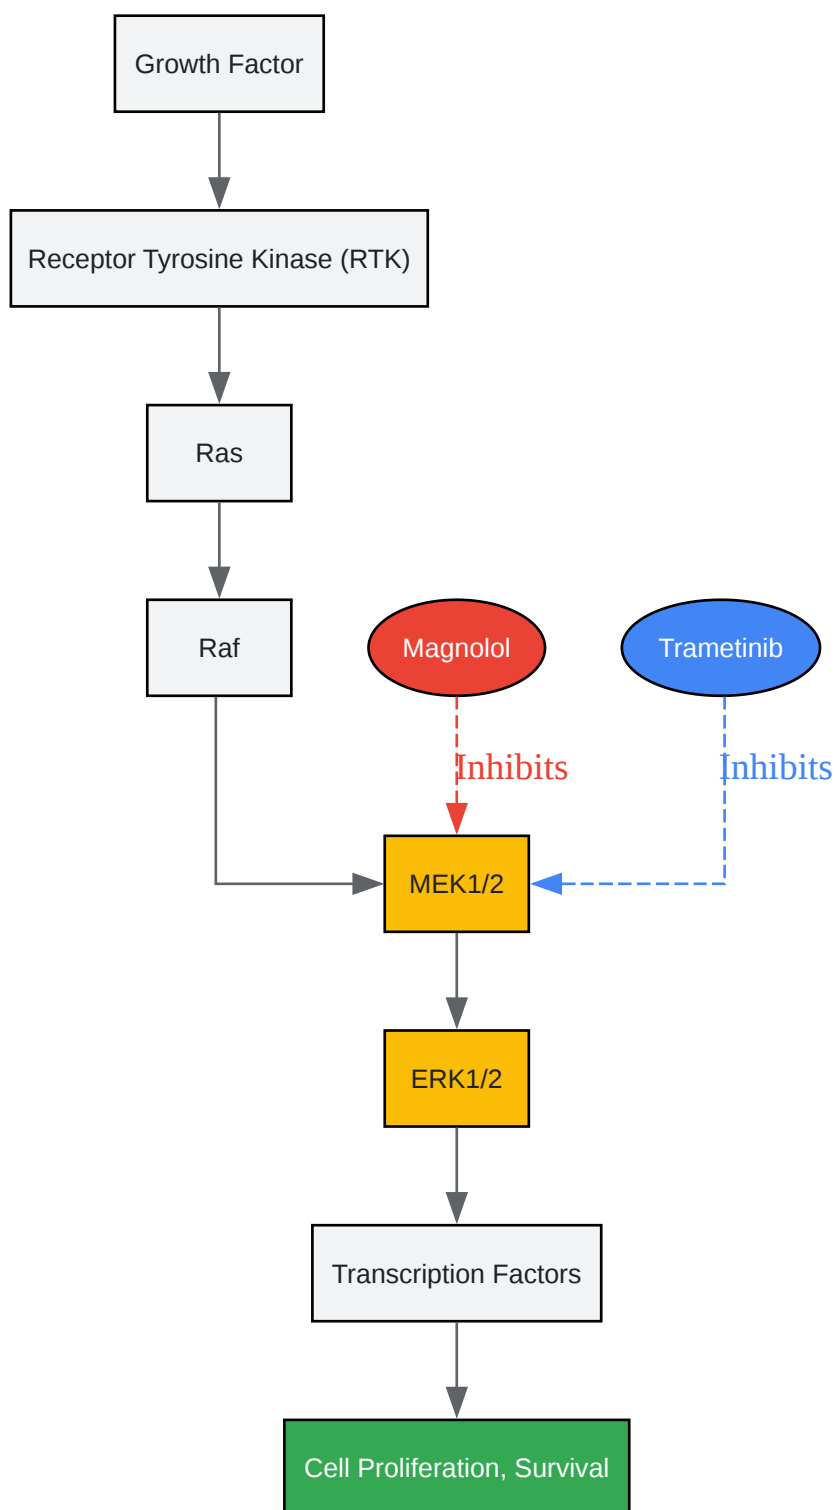 Growth Factor
Receptor Tyrosine Kinase (RTK)
Ras
Raf
Magnolol
Trametinib
Inhibits
Inhibits
MEK1/2
ERK1/2
Transcription Factors
Cell Proliferation, Survival